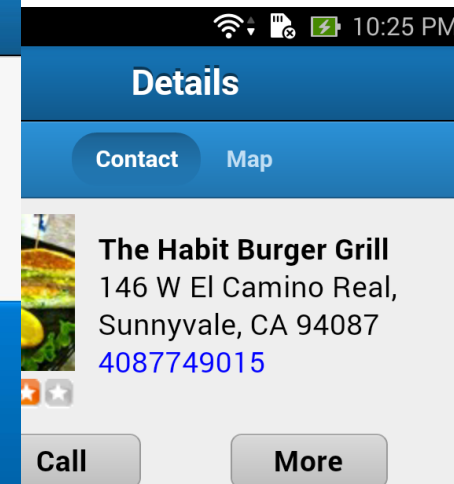 10:25 PM
Details
Contact Map
The Habit Burger Grill
146 W El Camino Real,
Sunnyvale, CA 94087
4087749015
Call More